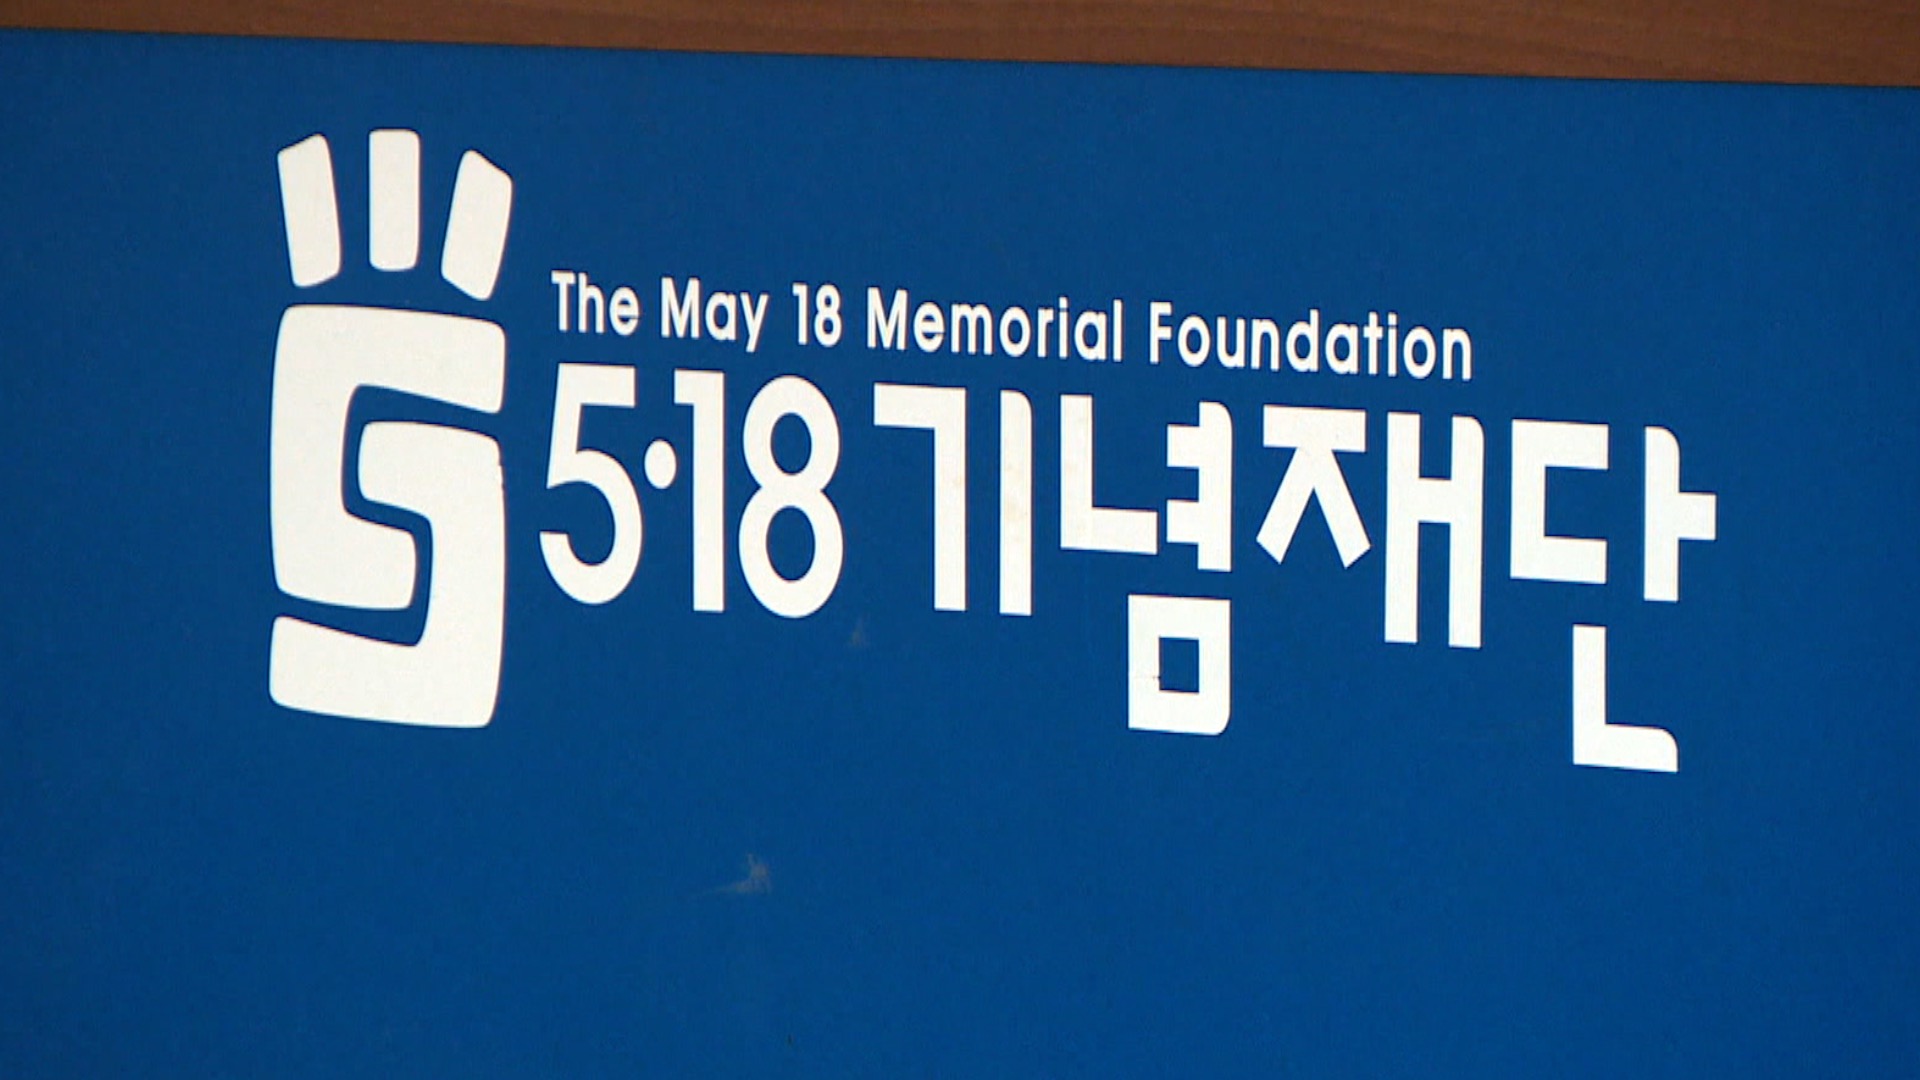 The May 18 Memorial Foundation
5·18 기념재단